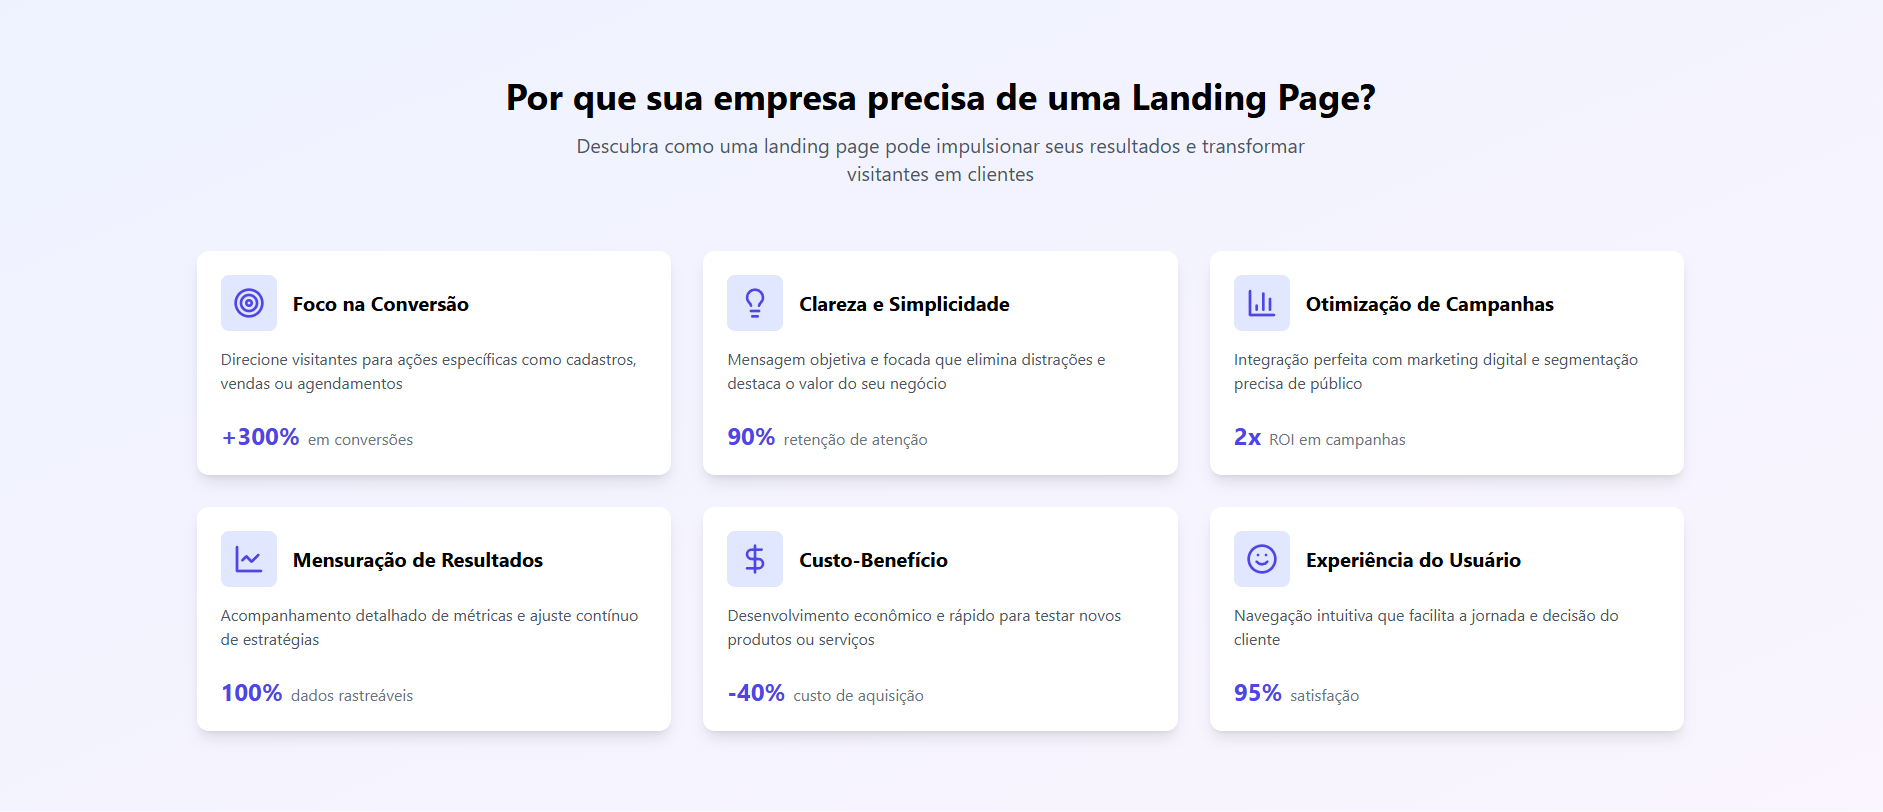 Por que sua empresa precisa de uma Landing Page?
Descubra como uma landing page pode impulsionar seus resultados e transformar
visitantes em clientes
Foco na Conversão
Direcione visitantes para ações específicas como cadastros,
vendas ou agendamentos
+300% em conversões
Clareza e Simplicidade
Mensagem objetiva e focada que elimina distrações e
destaca o valor do seu negócio
90% retenção de atenção
Otimização de Campanhas
Integração perfeita com marketing digital e segmentação
precisa de público
2x ROI em campanhas
Mensuração de Resultados
Acompanhamento detalhado de métricas e ajuste contínuo
de estratégias
100% dados rastreáveis
Custo-Benefício
Desenvolvimento econômico e rápido para testar novos
produtos ou serviços
-40% custo de aquisição
Experiência do Usuário
Navegação intuitiva que facilita a jornada e decisão do
cliente
95% satisfação